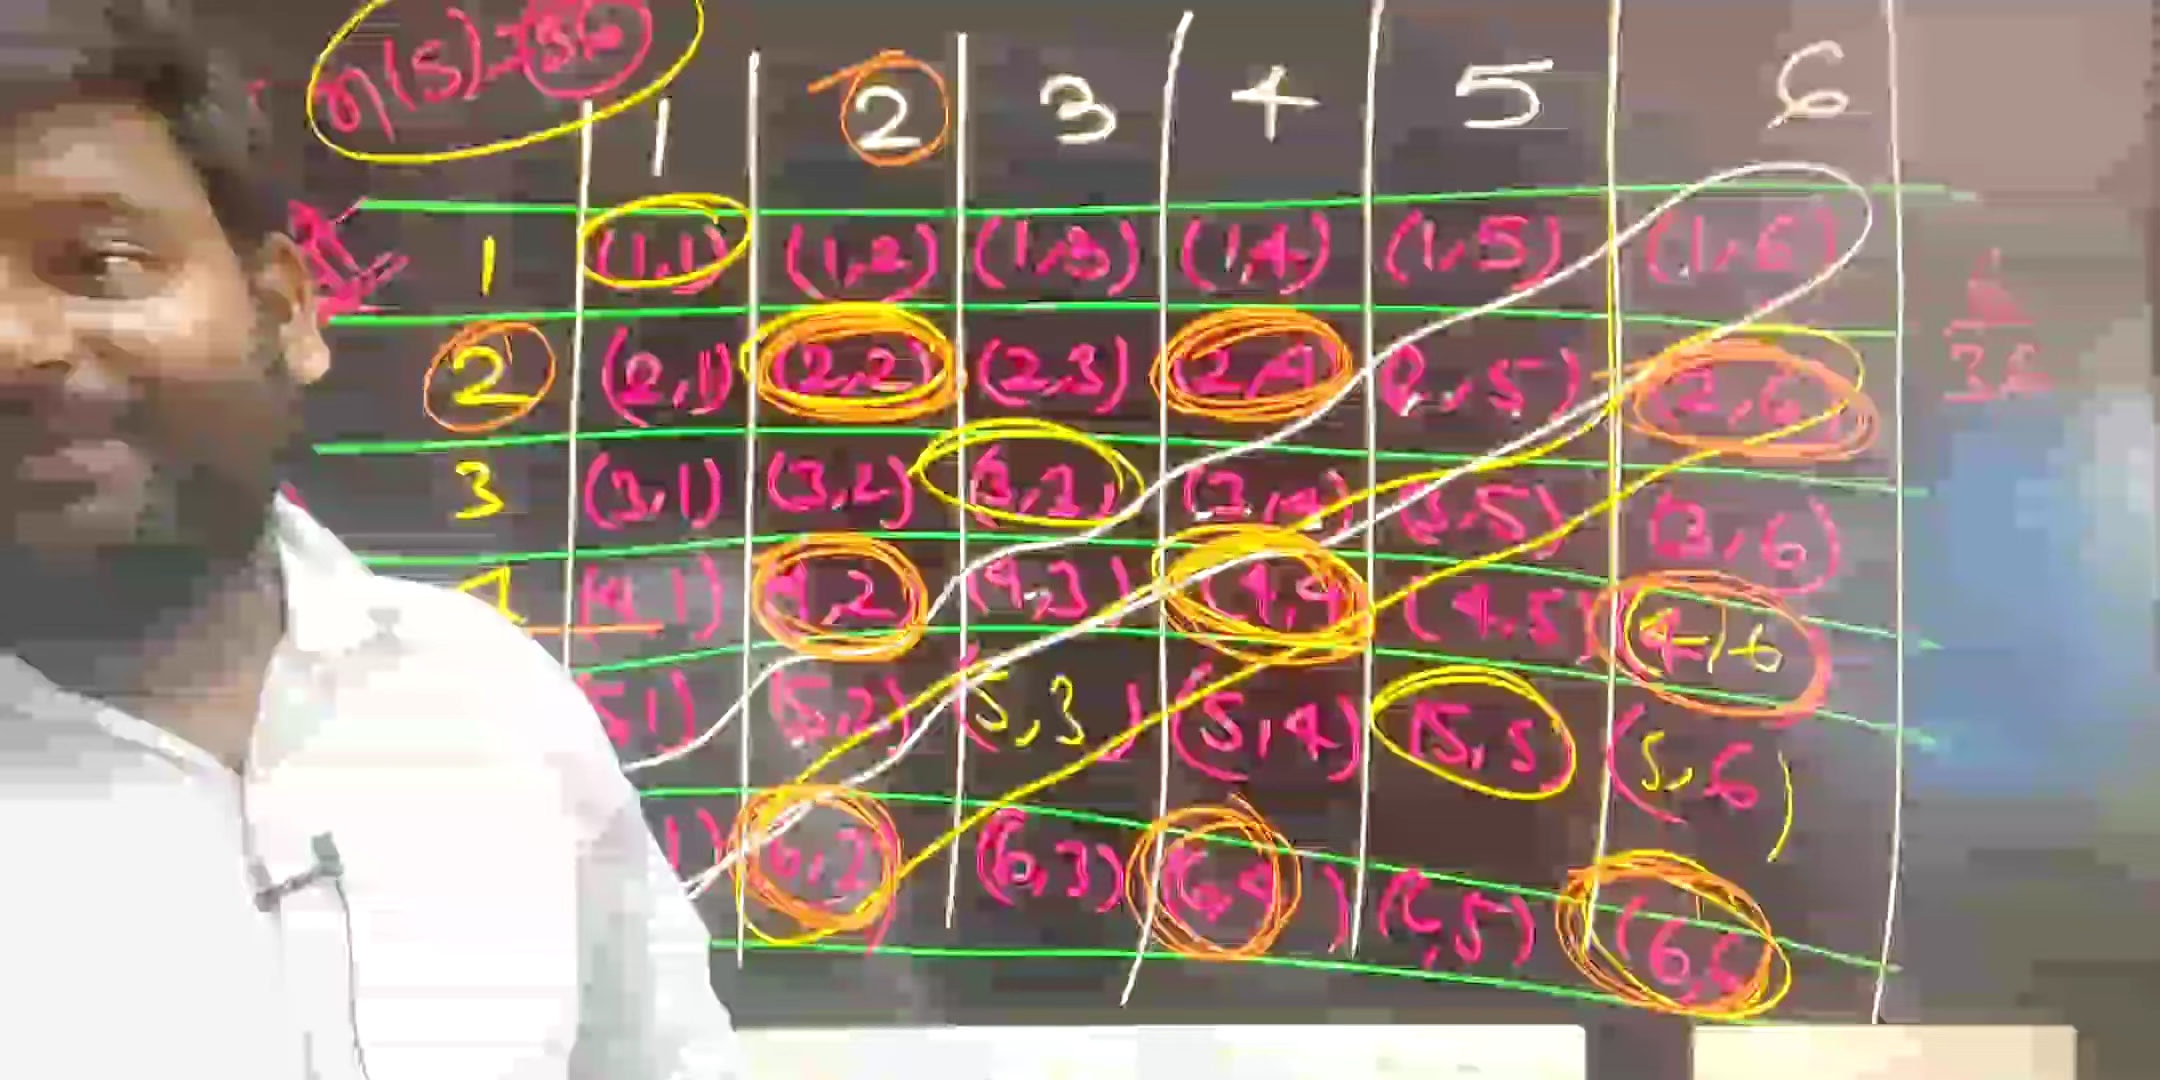 n(S)=36
1 2 3 4 5 6
1 (1,1) (1,2) (1,3) (1,4) (1,5) (1,6)
2 (2,1) (2,2) (2,3) (2,4) (2,5) (2,6)
3 (3,1) (3,2) (3,3) (3,4) (3,5) (3,6)
4 (4,1) (4,2) (4,3) (4,4) (4,5) (4,6)
5,1) (5,2) (5,3) (5,4) (5,5) (5,6)
1) (6,2) (6,3) (6,4) (6,5) (6,6)
6
36